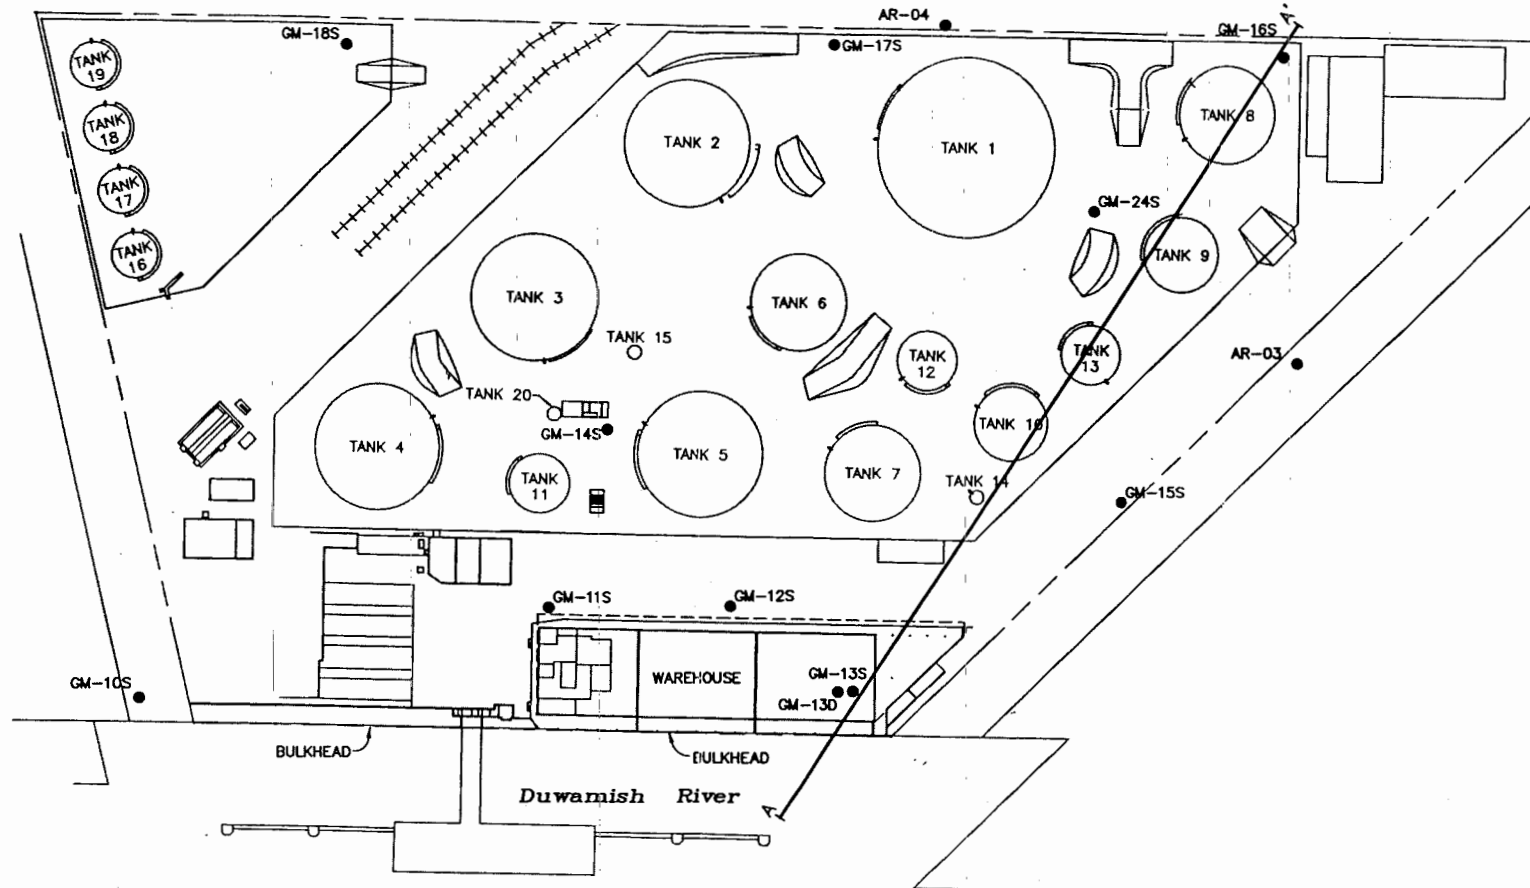 AR-04
A'
GM-18S
GM-17S
GM-16S
TANK
19
TANK
18
TANK
17
TANK
16
TANK 2
TANK 1
TANK 8
GM-24S
TANK 9
TANK 3
TANK 6
TANK 15
TANK
12
TANK
13
AR-03
TANK 20
GM-14S
TANK 10
TANK 4
TANK 5
TANK 7
TANK
11
TANK 14
GM-15S
GM-11S
GM-12S
GM-10S
WAREHOUSE
GM-13S
GM-13D
BULKHEAD
BULKHEAD
Duwamish River
A